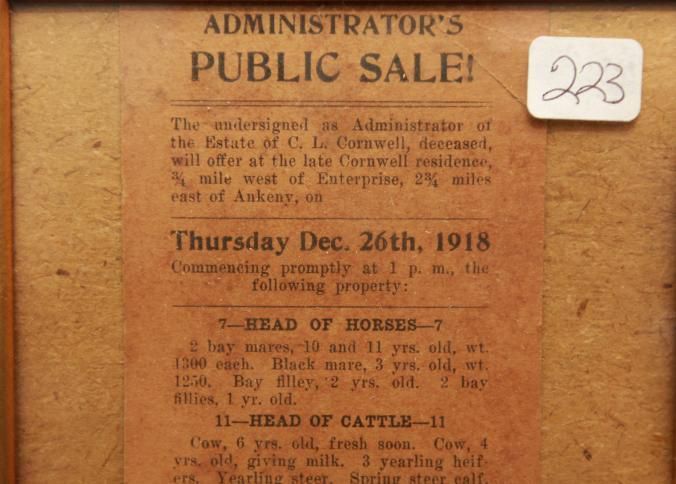 ADMINISTRATOR'S
PUBLIC SALE!
223
The undersigned as Administrator of
the Estate of C. L. Cornwell, deceased,
will offer at the late Cornwell residence,
¾ mile west of Enterprise, 2¾ miles
east of Ankeny, on
Thursday Dec. 26th, 1918
Commencing promptly at 1 p. m., the
following property:
7—HEAD OF HORSES—7
2 bay mares, 10 and 11 yrs. old, wt.
1300 each. Black mare, 3 yrs. old, wt.
1250. Bay filley, 2 yrs. old. 2 bay
fillies, 1 yr. old.
11—HEAD OF CATTLE—11
Cow, 6 yrs. old, fresh soon. Cow, 4
yrs. old, giving milk. 3 yearling heif-
ers. Yearling steer. Spring steer calf.